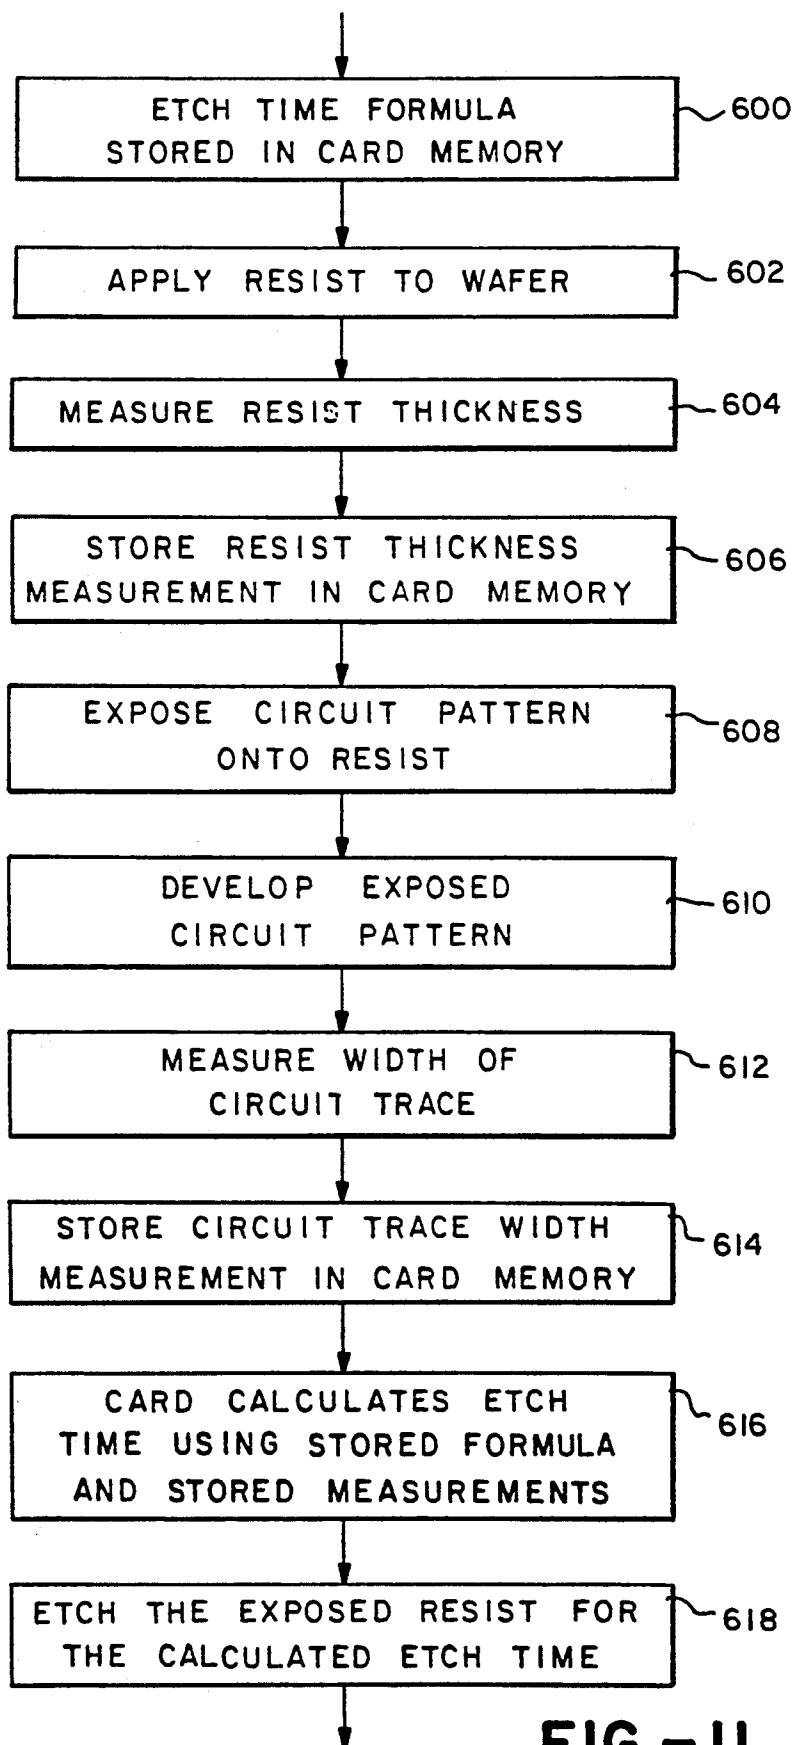 ETCH TIME FORMULA
STORED IN CARD MEMORY
600
APPLY RESIST TO WAFER
602
MEASURE RESIST THICKNESS
604
STORE RESIST THICKNESS
MEASUREMENT IN CARD MEMORY
606
EXPOSE CIRCUIT PATTERN
ONTO RESIST
608
DEVELOP EXPOSED
CIRCUIT PATTERN
610
MEASURE WIDTH OF
CIRCUIT TRACE
612
STORE CIRCUIT TRACE WIDTH
MEASUREMENT IN CARD MEMORY
614
CARD CALCULATES ETCH
TIME USING STORED FORMULA
AND STORED MEASUREMENTS
616
ETCH THE EXPOSED RESIST FOR
THE CALCULATED ETCH TIME
618
FIG.-11